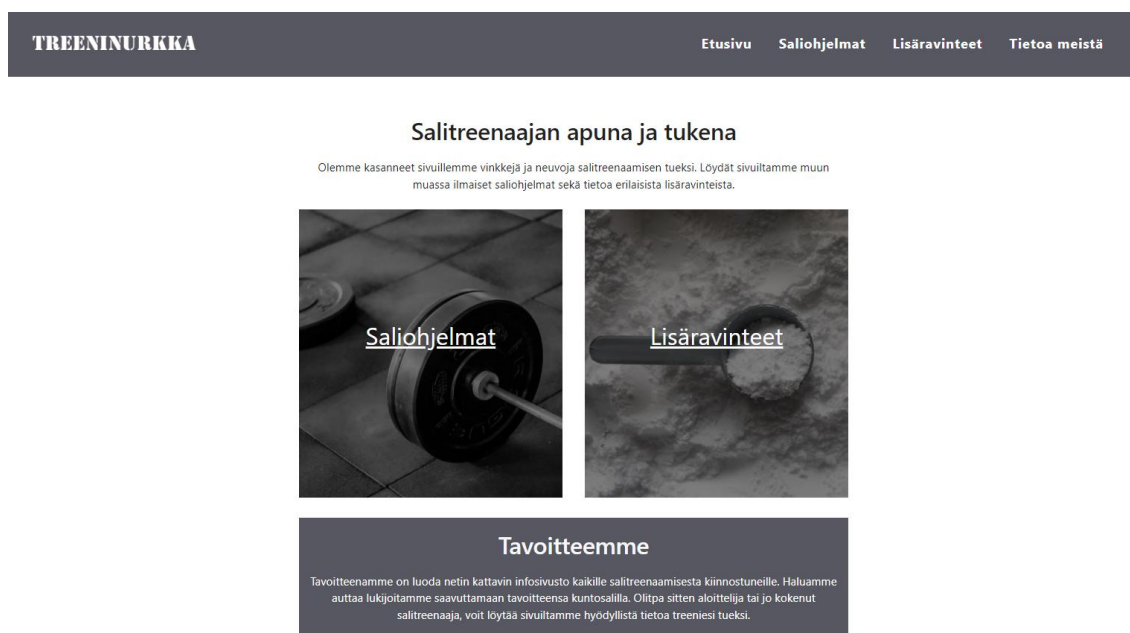 TREENINURKKA
Etusivu Saliohjelmat Lisäravinteet Tietoa meistä
Salitreenaajan apuna ja tukena
Olemme kasanneet sivuillemme vinkkejä ja neuvoja salitreenaamisen tueksi. Löydät sivuiltamme muun
muassa ilmaiset saliohjelmat sekä tietoa erilaisista lisäravinteista.
Saliohjelmat
Lisäravinteet
Tavoitteemme
Tavoitteenamme on luoda netin kattavin infosivusto kaikille salitreenaamisesta kiinnostuneille. Haluamme
auttaa lukijoitamme saavuttamaan tavoitteensa kuntosalilla. Olitpa sitten aloittelija tai jo kokenut
salitreenaaja, voit löytää sivuiltamme hyödyllistä tietoa treeniesi tueksi.